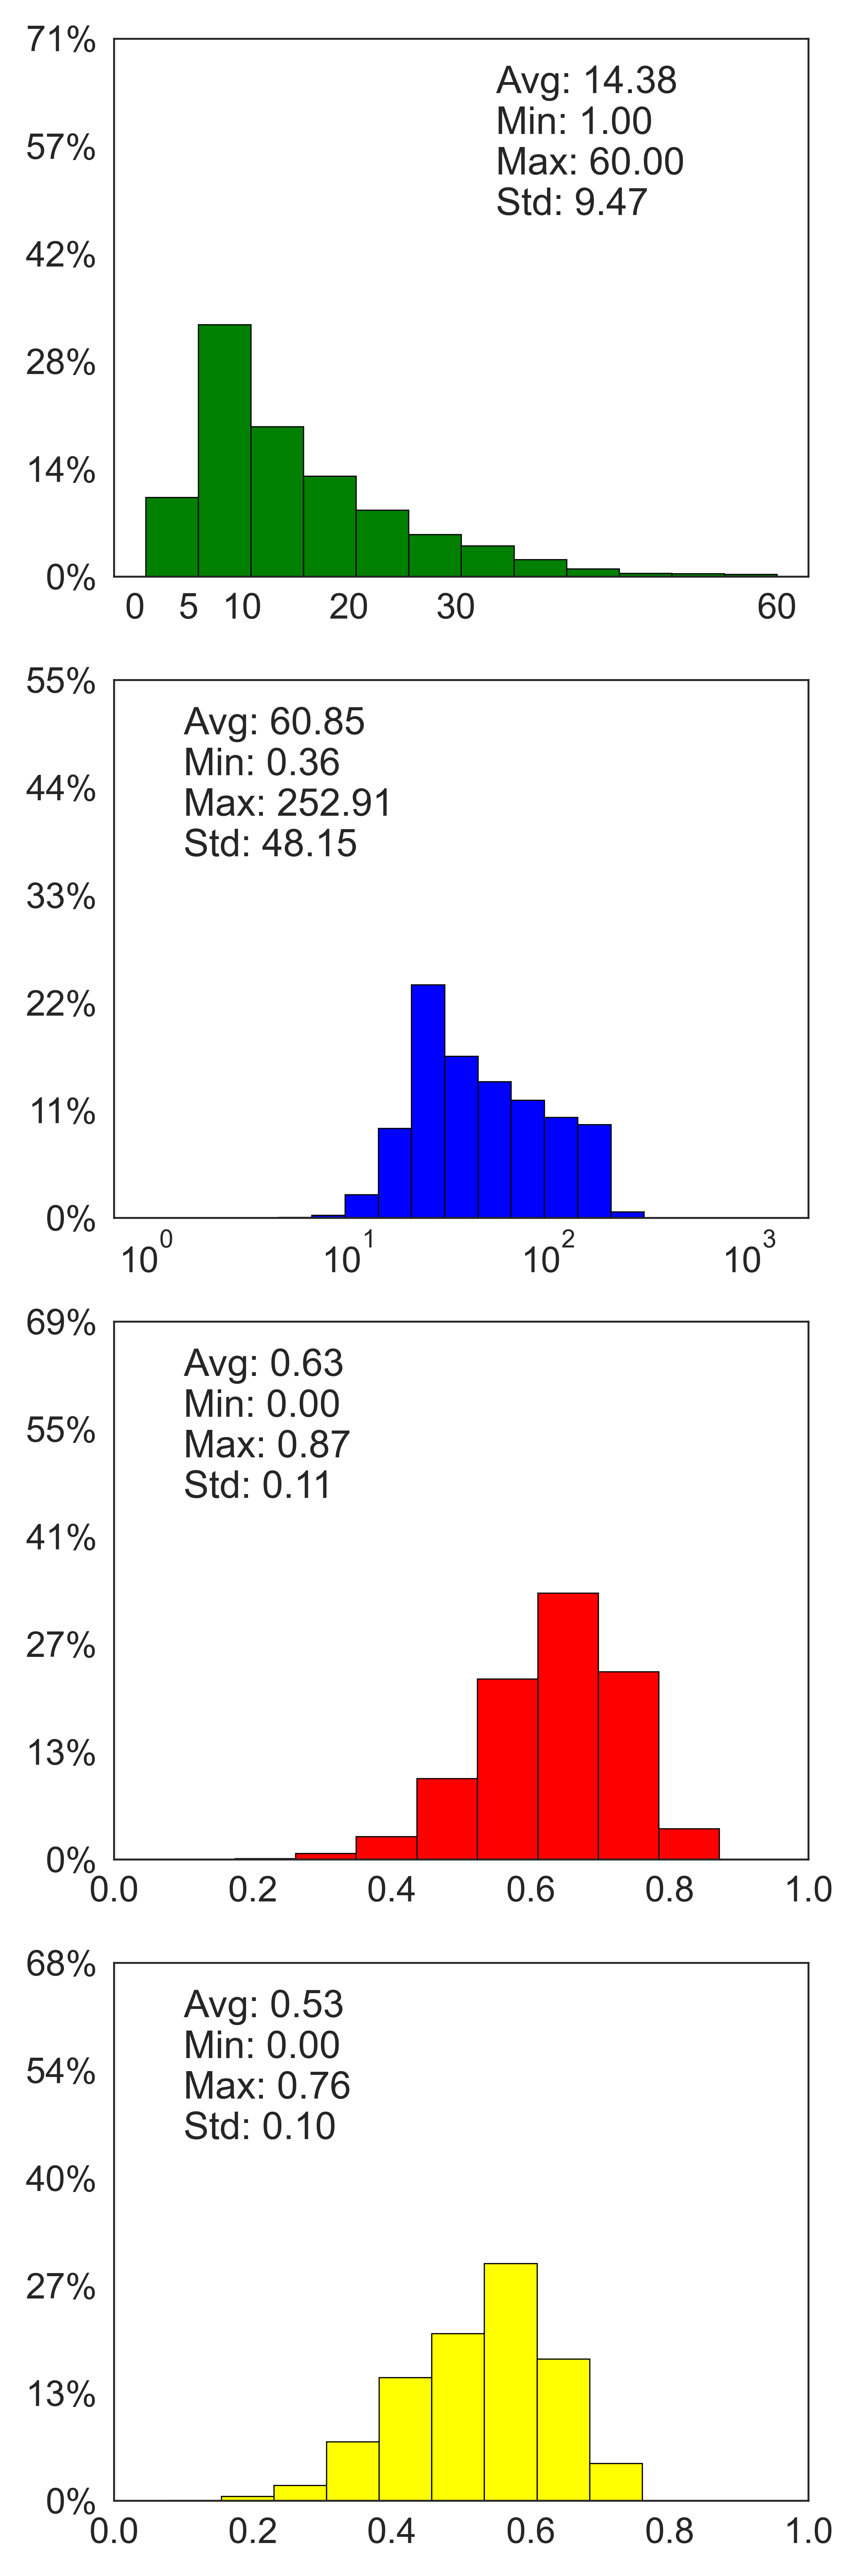 71%
Avg: 14.38
Min: 1.00
Max: 60.00
Std: 9.47
57%
42%
28%
14%
0%
0 5 10 20 30 60
55%
Avg: 60.85
Min: 0.36
Max: 252.91
Std: 48.15
44%
33%
22%
11%
0%
10^0 10^1 10^2 10^3
69%
Avg: 0.63
Min: 0.00
Max: 0.87
Std: 0.11
55%
41%
27%
13%
0%
0.0 0.2 0.4 0.6 0.8 1.0
68%
Avg: 0.53
Min: 0.00
Max: 0.76
Std: 0.10
54%
40%
27%
13%
0%
0.0 0.2 0.4 0.6 0.8 1.0